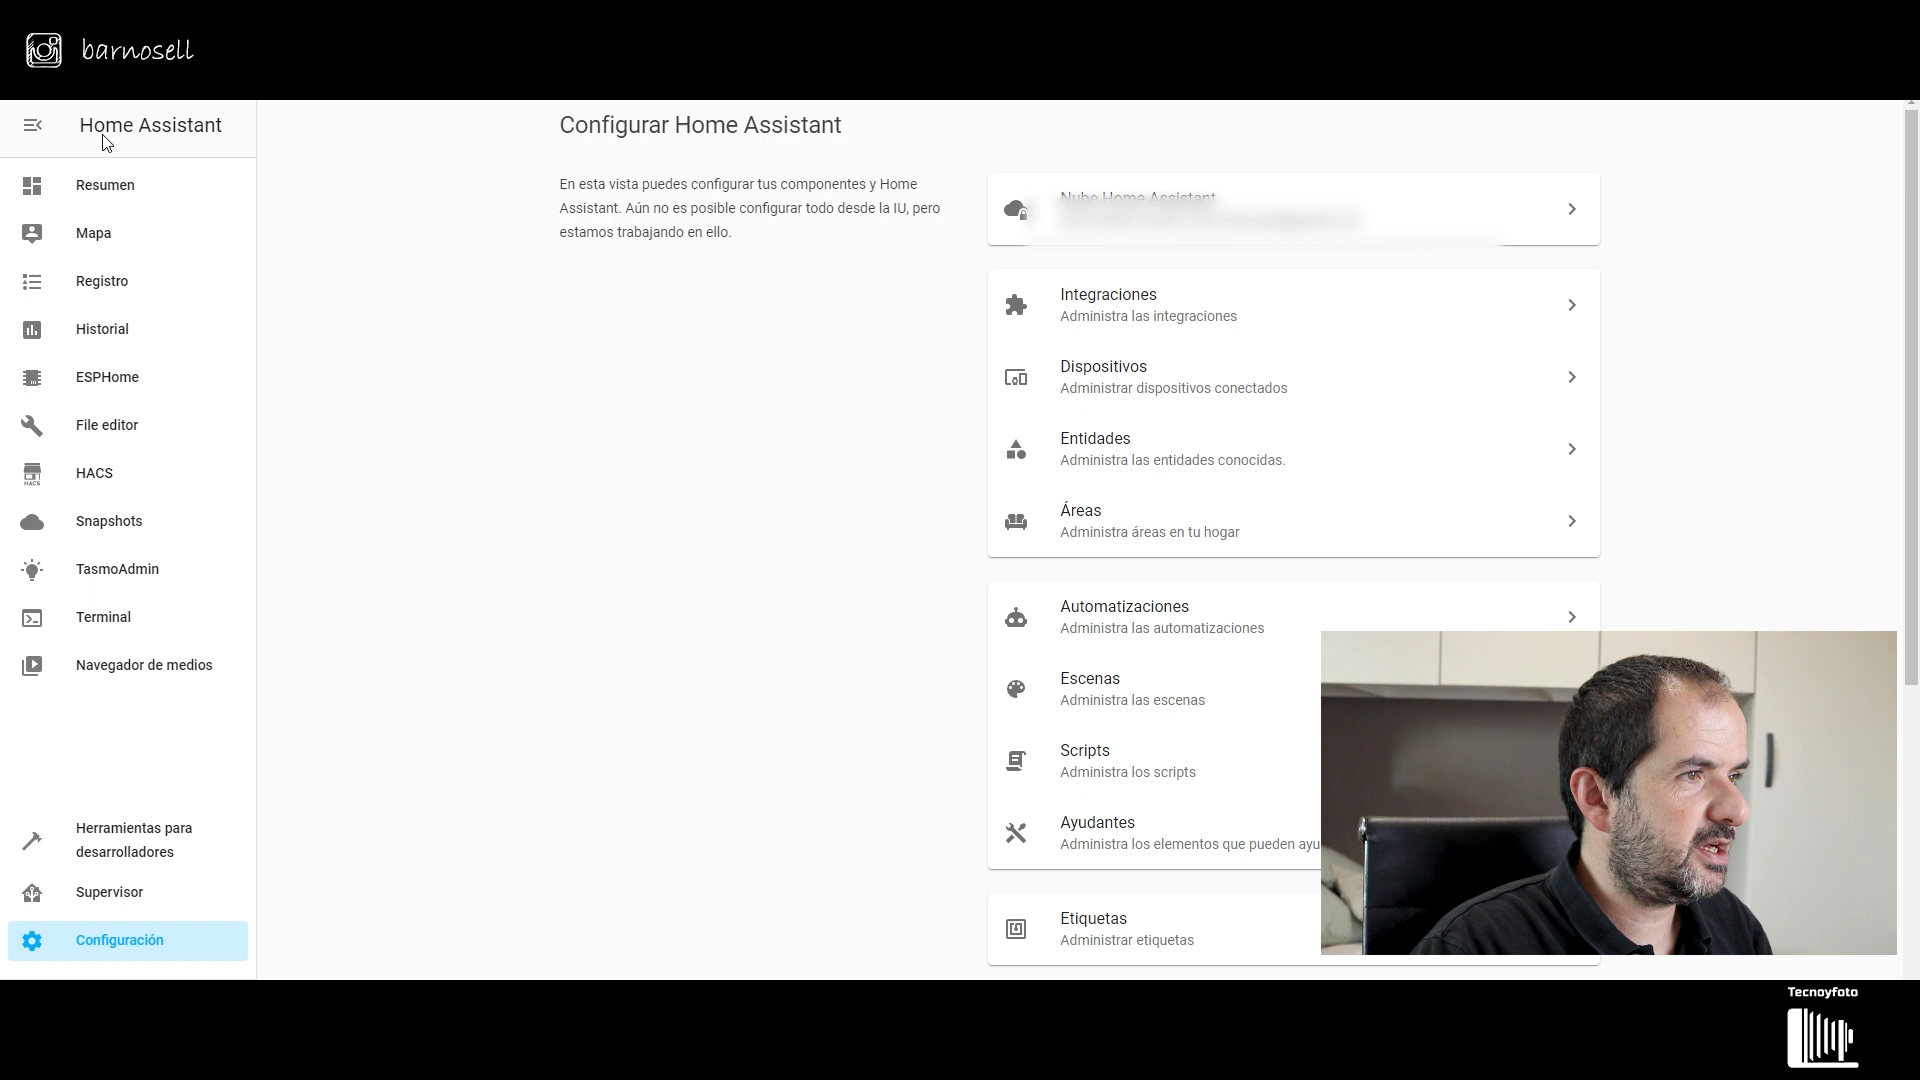 barnosell
Home Assistant
Resumen
Mapa
Registro
Historial
ESPHome
File editor
HACS
HACS
Snapshots
TasmoAdmin
Terminal
Navegador de medios
Herramientas para
desarrolladores
Supervisor
Configuración
Configurar Home Assistant
En esta vista puedes configurar tus componentes y Home
Assistant. Aún no es posible configurar todo desde la IU, pero
estamos trabajando en ello.
Nube Home Assistant
Integraciones
Administra las integraciones
Dispositivos
Administrar dispositivos conectados
Entidades
Administra las entidades conocidas.
Áreas
Administra áreas en tu hogar
Automatizaciones
Administra las automatizaciones
Escenas
Administra las escenas
Scripts
Administra los scripts
Ayudantes
Administra los elementos que pueden ayu
Etiquetas
Administrar etiquetas
Tecnoyfoto